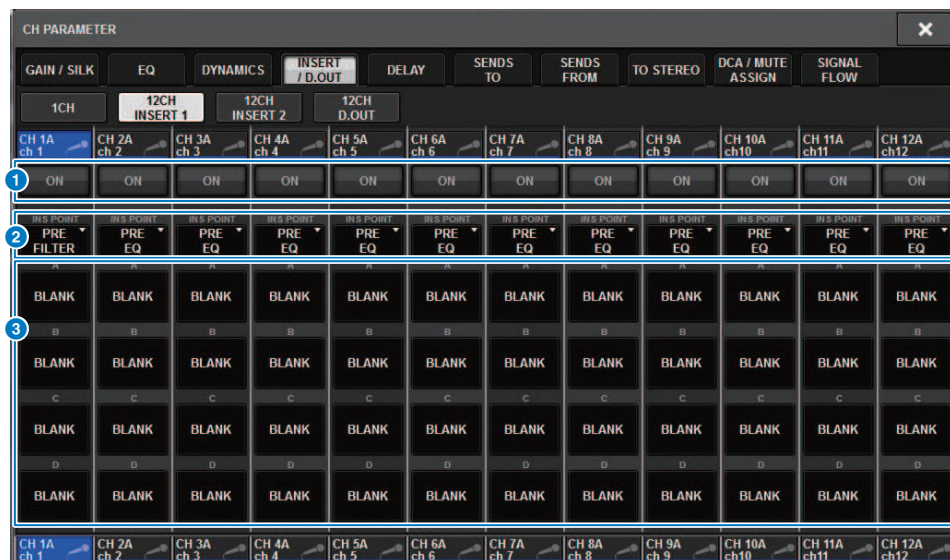 CH PARAMETER
GAIN / SILK EQ DYNAMICS INSERT / D.OUT DELAY SENDS TO SENDS FROM TO STEREO DCA / MUTE ASSIGN SIGNAL FLOW
1CH 12CH INSERT 1 12CH INSERT 2 12CH D.OUT
CH 1A CH 2A CH 3A CH 4A CH 5A CH 6A CH 7A CH 8A CH 9A CH 10A CH 11A CH 12A
ch 1 ch 2 ch 3 ch 4 ch 5 ch 6 ch 7 ch 8 ch 9 ch10 ch11 ch12
1 ON ON ON ON ON ON ON ON ON ON ON ON
INS POINT INS POINT INS POINT INS POINT INS POINT INS POINT INS POINT INS POINT INS POINT INS POINT INS POINT INS POINT
2 PRE PRE PRE PRE PRE PRE PRE PRE PRE PRE PRE PRE
FILTER EQ EQ EQ EQ EQ EQ EQ EQ EQ EQ EQ
A A A A A A A A A A A A
BLANK BLANK BLANK BLANK BLANK BLANK BLANK BLANK BLANK BLANK BLANK BLANK
3 B B B B B B B B B B B B
BLANK BLANK BLANK BLANK BLANK BLANK BLANK BLANK BLANK BLANK BLANK BLANK
C C C C C C C C C C C C
BLANK BLANK BLANK BLANK BLANK BLANK BLANK BLANK BLANK BLANK BLANK BLANK
D D D D D D D D D D D D
BLANK BLANK BLANK BLANK BLANK BLANK BLANK BLANK BLANK BLANK BLANK BLANK
CH 1A CH 2A CH 3A CH 4A CH 5A CH 6A CH 7A CH 8A CH 9A CH 10A CH 11A CH 12A
ch 1 ch 2 ch 3 ch 4 ch 5 ch 6 ch 7 ch 8 ch 9 ch10 ch11 ch12